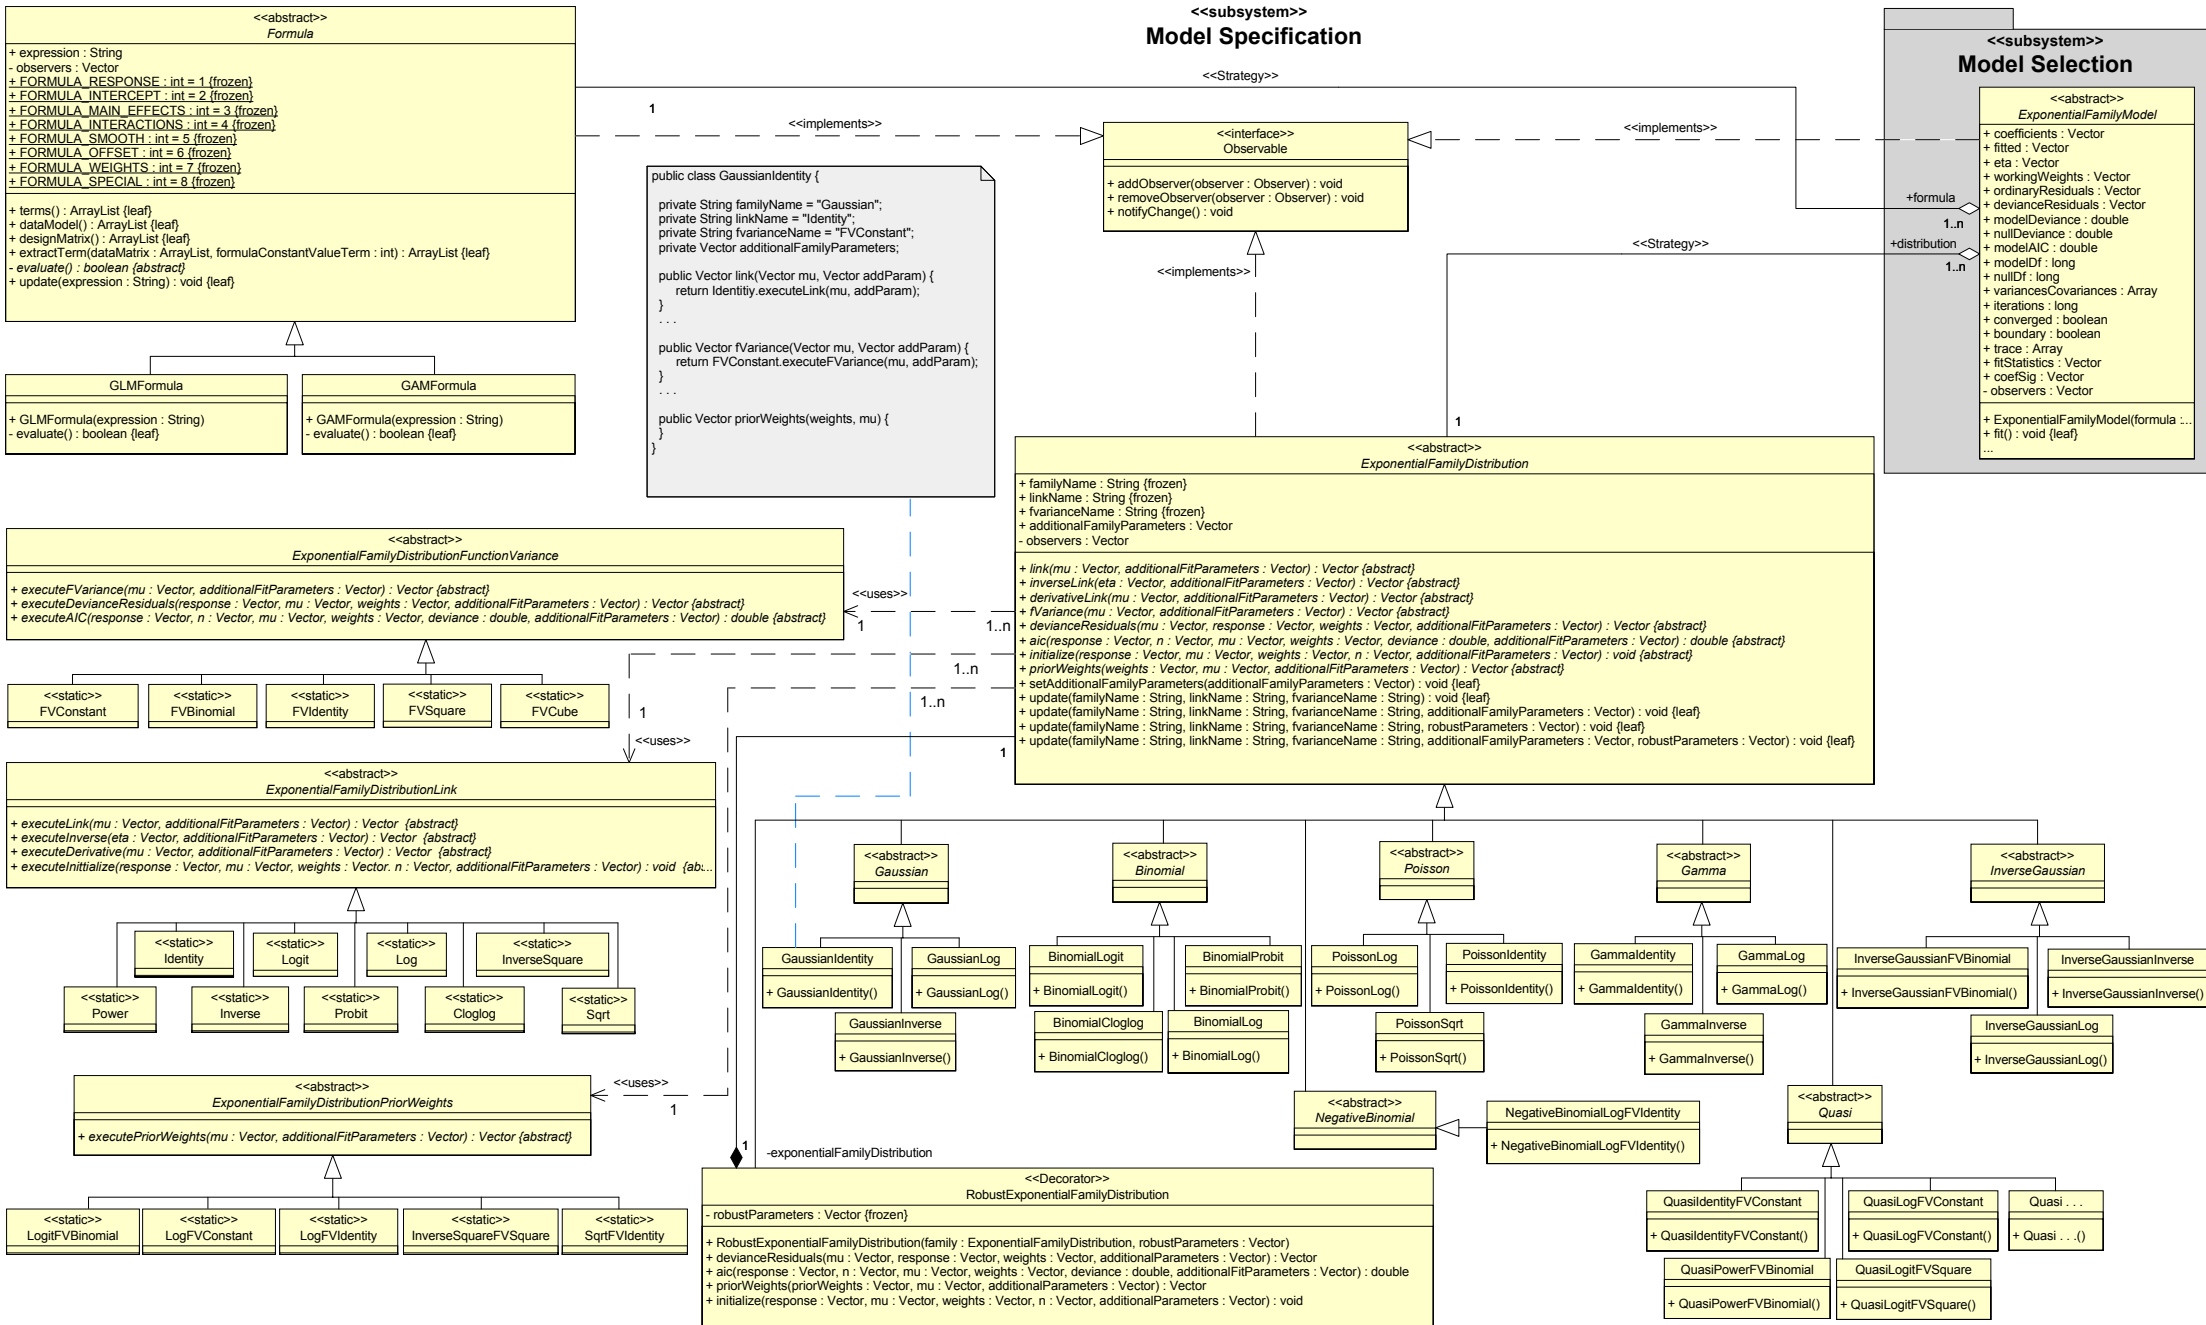 <<subsystem>>
Model Specification
<<abstract>>
Formula
+ expression : String
- observers : Vector
+ FORMULA_RESPONSE : int = 1 {frozen}
+ FORMULA_INTERCEPT : int = 2 {frozen}
+ FORMULA_MAIN_EFFECTS : int = 3 {frozen}
+ FORMULA_INTERACTIONS : int = 4 {frozen}
+ FORMULA_SMOOTH : int = 5 {frozen}
+ FORMULA_OFFSET : int = 6 {frozen}
+ FORMULA_WEIGHTS : int = 7 {frozen}
+ FORMULA_SPECIAL : int = 8 {frozen}
+ terms() : ArrayList {leaf}
+ dataModel() : ArrayList {leaf}
+ designMatrix() : ArrayList {leaf}
+ extractTerm(dataMatrix : ArrayList, formulaConstantValueTerm : int) : ArrayList {leaf}
- evaluate() : boolean {abstract}
+ update(expression : String) : void {leaf}
GLMFormula
+ GLMFormula(expression : String)
- evaluate() : boolean {leaf}
GAMFormula
+ GAMFormula(expression : String)
- evaluate() : boolean {leaf}
<<Strategy>>
1
<<implements>>
<<interface>>
Observable
+ addObserver(observer : Observer) : void
+ removeObserver(observer : Observer) : void
+ notifyChange() : void
<<implements>>
<<implements>>
<<Strategy>>
+formula
1..n
+distribution
1..n
1
<<subsystem>>
Model Selection
<<abstract>>
ExponentialFamilyModel
+ coefficients : Vector
+ fitted : Vector
+ eta : Vector
+ workingWeights : Vector
+ ordinaryResiduals : Vector
+ devianceResiduals : Vector
+ modelDeviance : double
+ nullDeviance : double
+ modelAIC : double
+ modelDf : long
+ nullDf : long
+ variancesCovariances : Array
+ iterations : long
+ converged : boolean
+ boundary : boolean
+ trace : Array
+ fitStatistics : Vector
+ coefSig : Vector
- observers : Vector
+ ExponentialFamilyModel(formula :...
+ fit() : void {leaf}
...
public class GaussianIdentity {
private String familyName = "Gaussian";
private String linkName = "Identity";
private String fvarianceName = "FVConstant";
private Vector additionalFamilyParameters;
public Vector link(Vector mu, Vector addParam) {
return Identitiy.executeLink(mu, addParam);
}
. . .
public Vector fVariance(Vector mu, Vector addParam) {
return FVConstant.executeFVariance(mu, addParam);
}
. . .
public Vector priorWeights(weights, mu) {
}
}
<<abstract>>
ExponentialFamilyDistribution
+ familyName : String {frozen}
+ linkName : String {frozen}
+ fvarianceName : String {frozen}
+ additionalFamilyParameters : Vector
- observers : Vector
+ link(mu : Vector, additionalFitParameters : Vector) : Vector {abstract}
+ inverseLink(eta : Vector, additionalFitParameters : Vector) : Vector {abstract}
+ derivativeLink(mu : Vector, additionalFitParameters : Vector) : Vector {abstract}
+ fVariance(mu : Vector, additionalFitParameters : Vector) : Vector {abstract}
+ devianceResiduals(mu : Vector, response : Vector, weights : Vector, additionalFitParameters : Vector) : Vector {abstract}
+ aic(response : Vector, n : Vector, mu : Vector, weights : Vector, deviance : double, additionalFitParameters : Vector) : double {abstract}
+ initialize(response : Vector, mu : Vector, weights : Vector, n : Vector, additionalFitParameters : Vector) : void {abstract}
+ priorWeights(weights : Vector, mu : Vector, additionalFitParameters : Vector) : Vector {abstract}
+ setAdditionalFamilyParameters(additionalFamilyParameters : Vector) : void {leaf}
+ update(familyName : String, linkName : String, fvarianceName : String) : void {leaf}
+ update(familyName : String, linkName : String, fvarianceName : String, additionalFamilyParameters : Vector) : void {leaf}
+ update(familyName : String, linkName : String, fvarianceName : String, robustParameters : Vector) : void {leaf}
+ update(familyName : String, linkName : String, fvarianceName : String, additionalFamilyParameters : Vector, robustParameters : Vector) : void {leaf}
<<abstract>>
ExponentialFamilyDistributionFunctionVariance
+ executeFVariance(mu : Vector, additionalFitParameters : Vector) : Vector {abstract}
+ executeDevianceResiduals(response : Vector, mu : Vector, weights : Vector, additionalFitParameters : Vector) : Vector {abstract}
+ executeAIC(response : Vector, n : Vector, mu : Vector, weights : Vector, deviance : double, additionalFitParameters : Vector) : double {abstract}
<<uses>>
1
1..n
1..n
1..n
1
<<uses>>
1
<<static>>
FVConstant
<<static>>
FVBinomial
<<static>>
FVIdentity
<<static>>
FVSquare
<<static>>
FVCube
<<abstract>>
ExponentialFamilyDistributionLink
+ executeLink(mu : Vector, additionalFitParameters : Vector) : Vector {abstract}
+ executeInverse(eta : Vector, additionalFitParameters : Vector) : Vector {abstract}
+ executeDerivative(mu : Vector, additionalFitParameters : Vector) : Vector {abstract}
+ executeInitialize(response : Vector, mu : Vector, weights : Vector. n : Vector, additionalFitParameters : Vector) : void {ab...
<<static>>
Identity
<<static>>
Logit
<<static>>
Log
<<static>>
InverseSquare
<<static>>
Power
<<static>>
Inverse
<<static>>
Probit
<<static>>
Cloglog
<<static>>
Sqrt
<<abstract>>
ExponentialFamilyDistributionPriorWeights
+ executePriorWeights(mu : Vector, additionalFitParameters : Vector) : Vector {abstract}
<<uses>>
1
<<static>>
LogitFVBinomial
<<static>>
LogFVConstant
<<static>>
LogFVIdentity
<<static>>
InverseSquareFVSquare
<<static>>
SqrtFVIdentity
<<abstract>>
Gaussian
<<abstract>>
Binomial
<<abstract>>
Poisson
<<abstract>>
Gamma
<<abstract>>
InverseGaussian
GaussianIdentity
+ GaussianIdentity()
GaussianLog
+ GaussianLog()
GaussianInverse
+ GaussianInverse()
BinomialLogit
+ BinomialLogit()
BinomialProbit
+ BinomialProbit()
BinomialCloglog
+ BinomialCloglog()
BinomialLog
+ BinomialLog()
PoissonLog
+ PoissonLog()
PoissonIdentity
+ PoissonIdentity()
PoissonSqrt
+ PoissonSqrt()
GammaIdentity
+ GammaIdentity()
GammaLog
+ GammaLog()
GammaInverse
+ GammaInverse()
InverseGaussianFVBinomial
+ InverseGaussianFVBinomial()
InverseGaussianInverse
+ InverseGaussianInverse()
InverseGaussianLog
+ InverseGaussianLog()
<<abstract>>
NegativeBinomial
NegativeBinomialLogFVIdentity
+ NegativeBinomialLogFVIdentity()
<<abstract>>
Quasi
QuasiIdentityFVConstant
+ QuasiIdentityFVConstant()
QuasiLogFVConstant
+ QuasiLogFVConstant()
Quasi . . .
+ Quasi . . .()
QuasiPowerFVBinomial
+ QuasiPowerFVBinomial()
QuasiLogitFVSquare
+ QuasiLogitFVSquare()
1
-exponentialFamilyDistribution
<<Decorator>>
RobustExponentialFamilyDistribution
- robustParameters : Vector {frozen}
+ RobustExponentialFamilyDistribution(family : ExponentialFamilyDistribution, robustParameters : Vector)
+ devianceResiduals(mu : Vector, response : Vector, weights : Vector, additionalParameters : Vector) : Vector
+ aic(response : Vector, n : Vector, mu : Vector, weights : Vector, deviance : double, additionalFitParameters : Vector) : double
+ priorWeights(priorWeights : Vector, mu : Vector, additionalParameters : Vector) : Vector
+ initialize(response : Vector, mu : Vector, weights : Vector, n : Vector, additionalParameters : Vector) : void